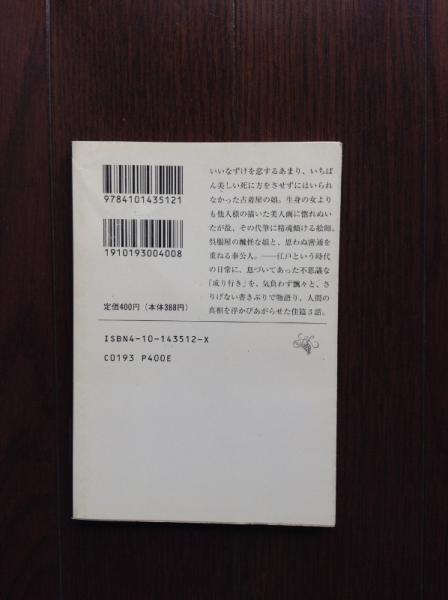 9784101435121
1910193004008
定価400円（本体388円）
ISBN4-10-143512-X
C0193 P400E
いいなずけを恋するあまり、いちば
ん美しい死に方をさせずにはいられ
なかった古着屋の娘。生身の女より
も他人様の描いた美人画に惚れぬい
たが故、その代筆に精魂傾ける絵師。
呉服屋の醜怪な娘と、思わぬ密通を
重ねる奉公人。——江戸という時代
の日常に、息づいてあった不思議な
「成り行き」を、気負わず飄々と、さ
りげない書きぶりで物語り、人間の
真相を浮かびあがらせた佳篇３話。